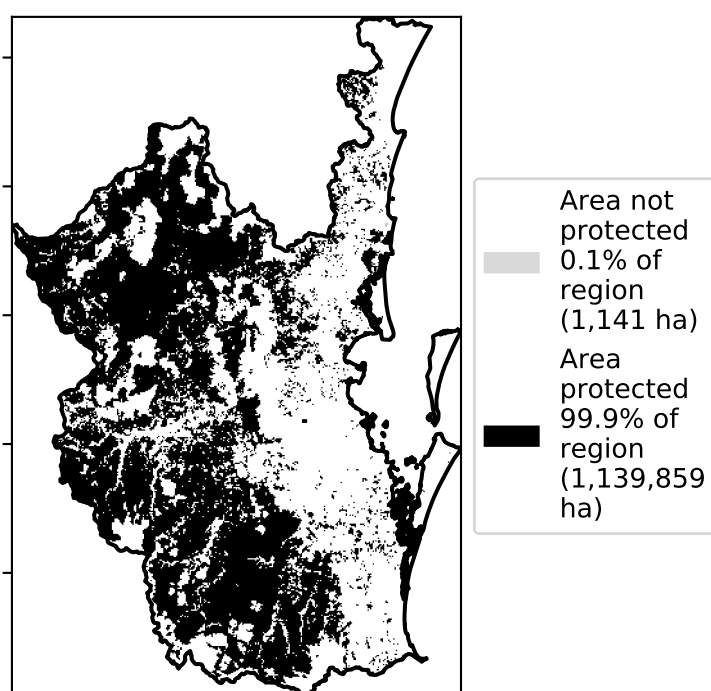 Area not
protected
0.1% of
region
(1,141 ha)
Area
protected
99.9% of
region
(1,139,859
ha)